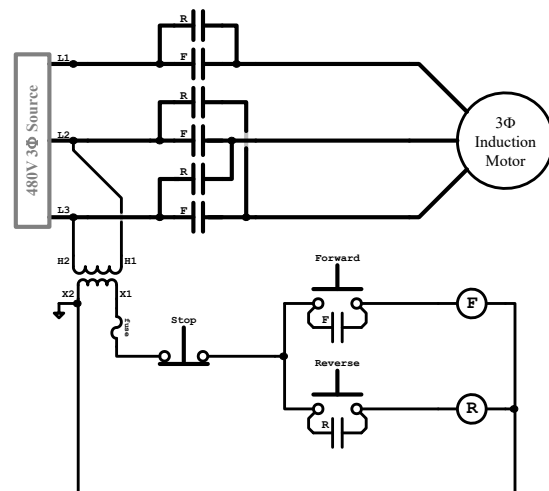 R
L1
F
R
480V 3Φ Source
L2
F
3Φ
Induction
Motor
R
L3
F
H2
H1
X2
X1
fuse
Forward
F
F
Stop
Reverse
R
R